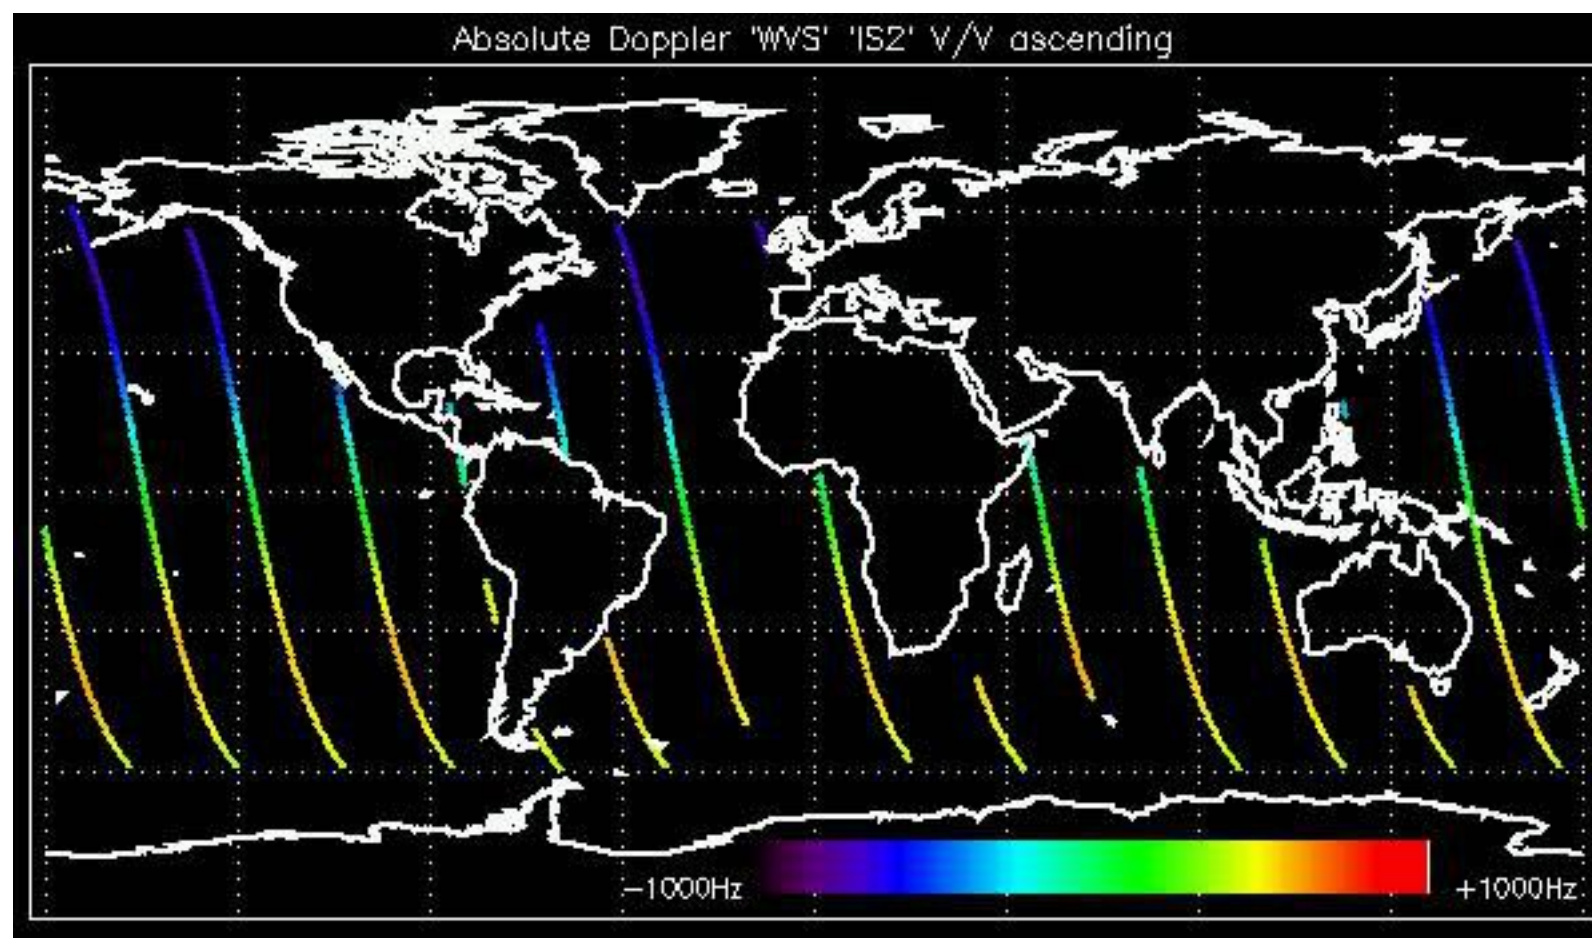 Absolute Doppler 'WVS' 'IS2' V/V ascending
-1000Hz +1000Hz